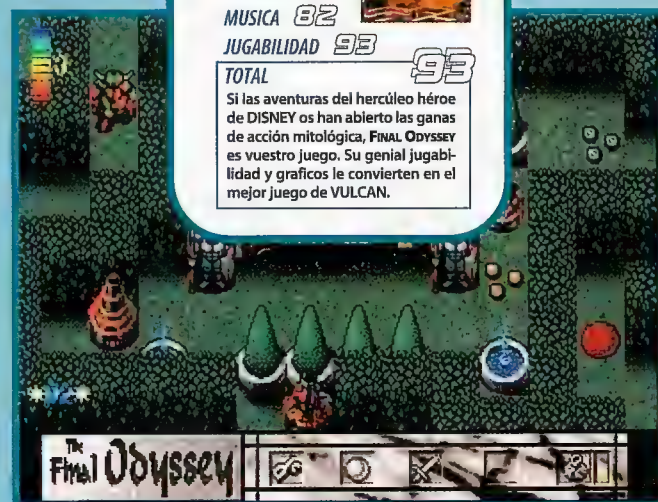 MUSICA 82
JUGABILIDAD 93
TOTAL 93
Si las aventuras del hercúleo héroe
de DISNEY os han abierto las ganas
de acción mitológica, FINAL ODYSSEY
es vuestro juego. Su genial jugabi-
lidad y graficos le convierten en el
mejor juego de VULCAN.
The
Final Odyssey